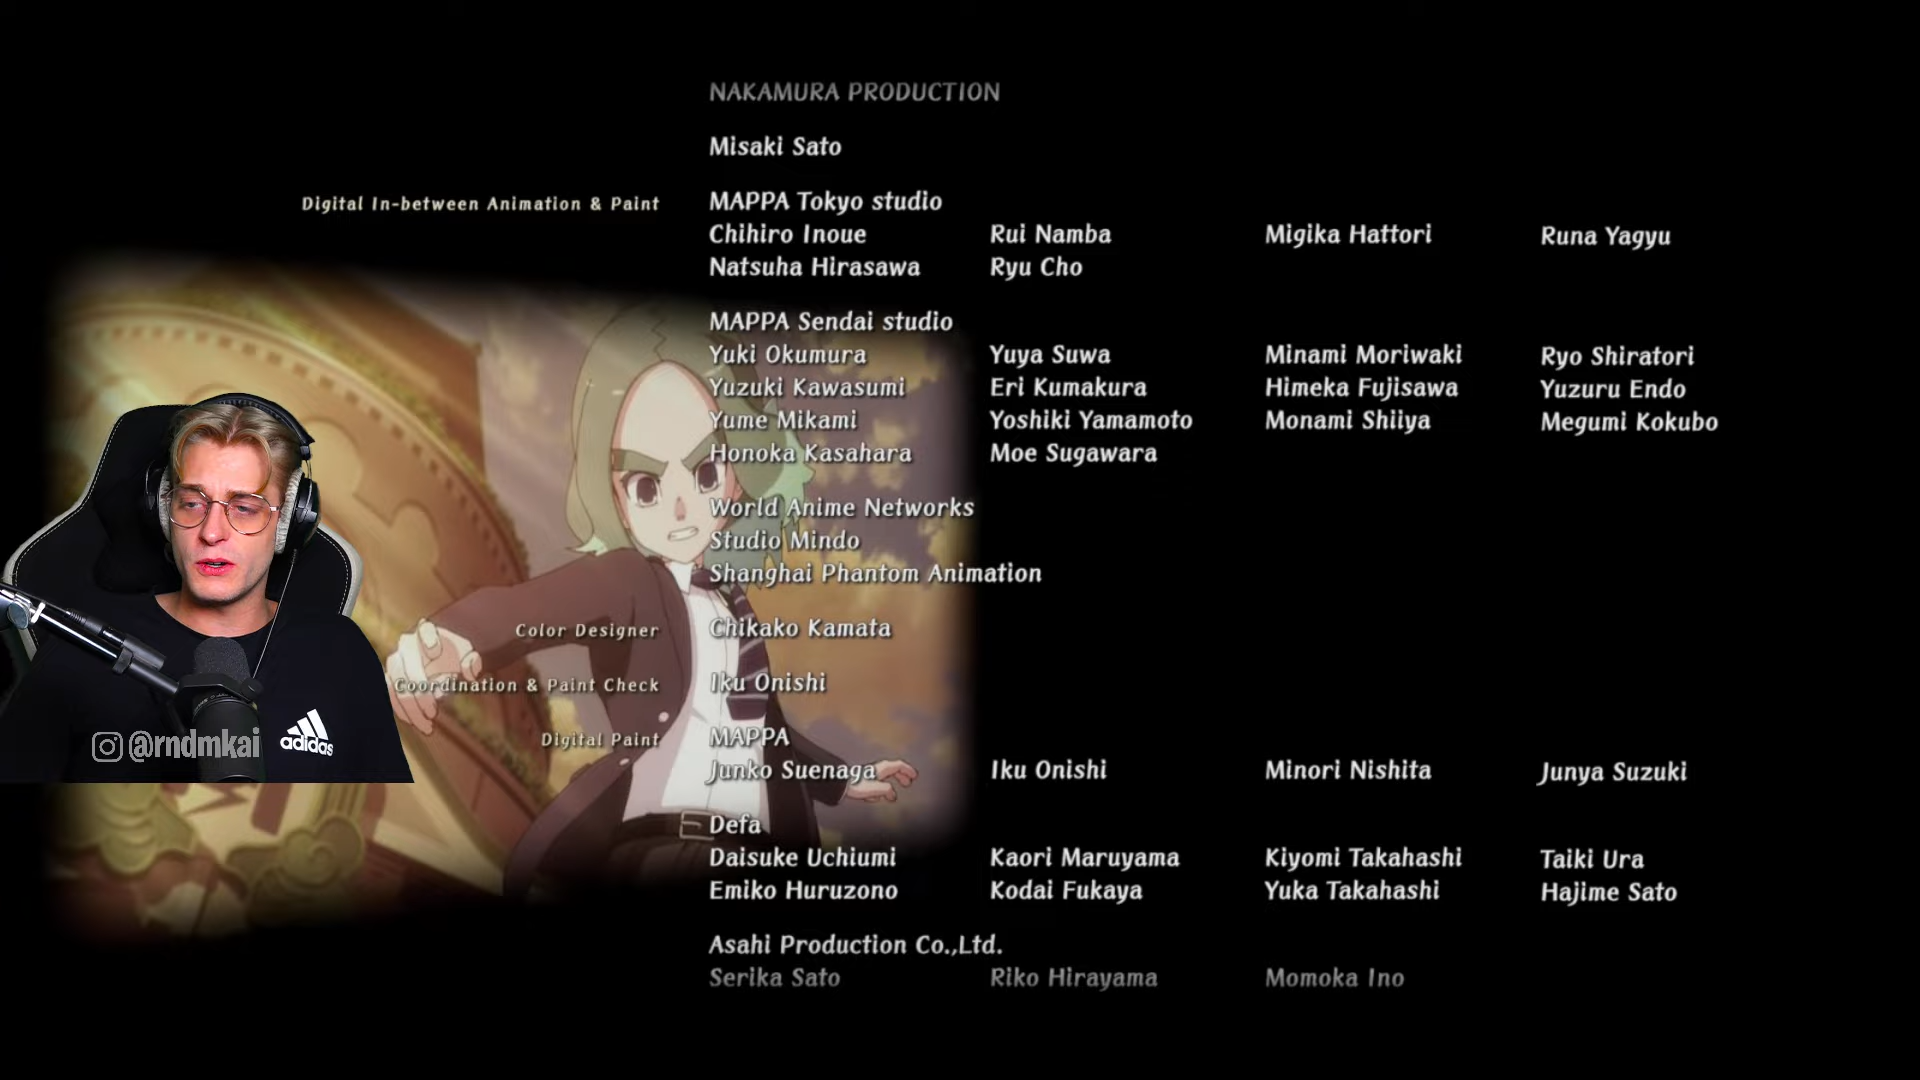 NAKAMURA PRODUCTION
Misaki Sato
Digital In-between Animation & Paint
MAPPA Tokyo studio
Chihiro Inoue Rui Namba Migika Hattori Runa Yagyu
Natsuha Hirasawa Ryu Cho
MAPPA Sendai studio
Yuki Okumura Yuya Suwa Minami Moriwaki Ryo Shiratori
Yuzuki Kawasumi Eri Kumakura Himeka Fujisawa Yuzuru Endo
Yume Mikami Yoshiki Yamamoto Monami Shiiya Megumi Kokubo
Honoka Kasahara Moe Sugawara
World Anime Networks
Studio Mindo
Shanghai Phantom Animation
Color Designer Chikako Kamata
Coordination & Paint Check Iku Onishi
Digital Paint MAPPA
Junko Suenaga Iku Onishi Minori Nishita Junya Suzuki
Defa
Daisuke Uchiumi Kaori Maruyama Kiyomi Takahashi Taiki Ura
Emiko Huruzono Kodai Fukaya Yuka Takahashi Hajime Sato
Asahi Production Co.,Ltd.
Serika Sato Riko Hirayama Momoka Ino
@rndmkai
adidas